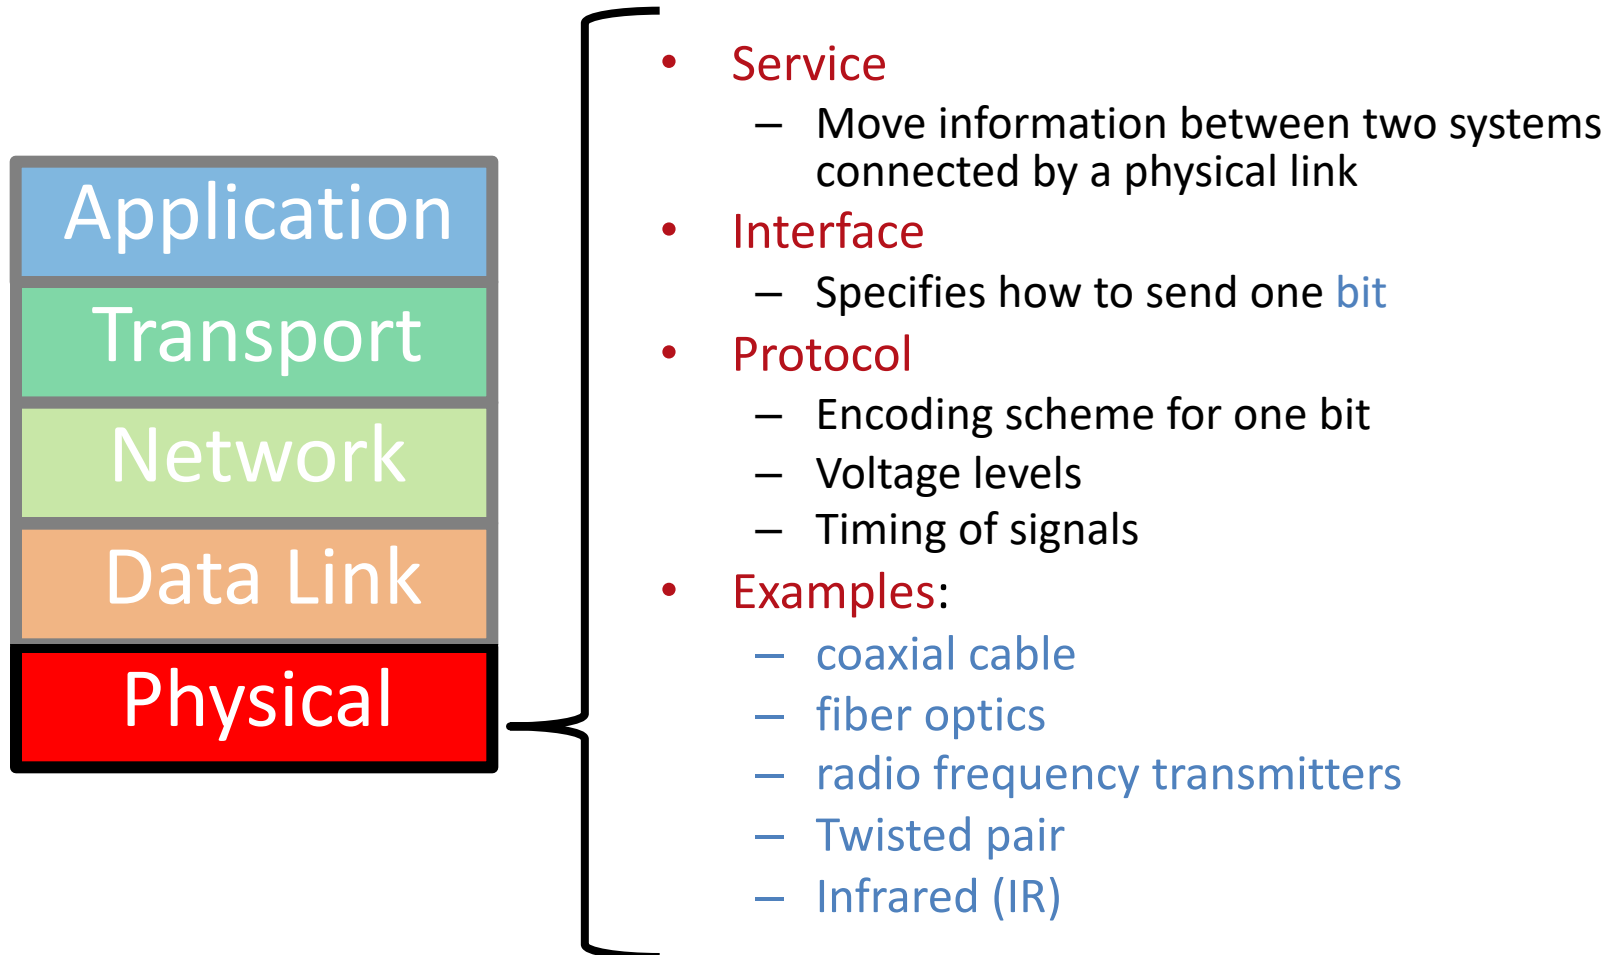 Application
Transport
Network
Data Link
Physical
• Service
– Move information between two systems
connected by a physical link
• Interface
– Specifies how to send one bit
• Protocol
– Encoding scheme for one bit
– Voltage levels
– Timing of signals
• Examples:
– coaxial cable
– fiber optics
– radio frequency transmitters
– Twisted pair
– Infrared (IR)